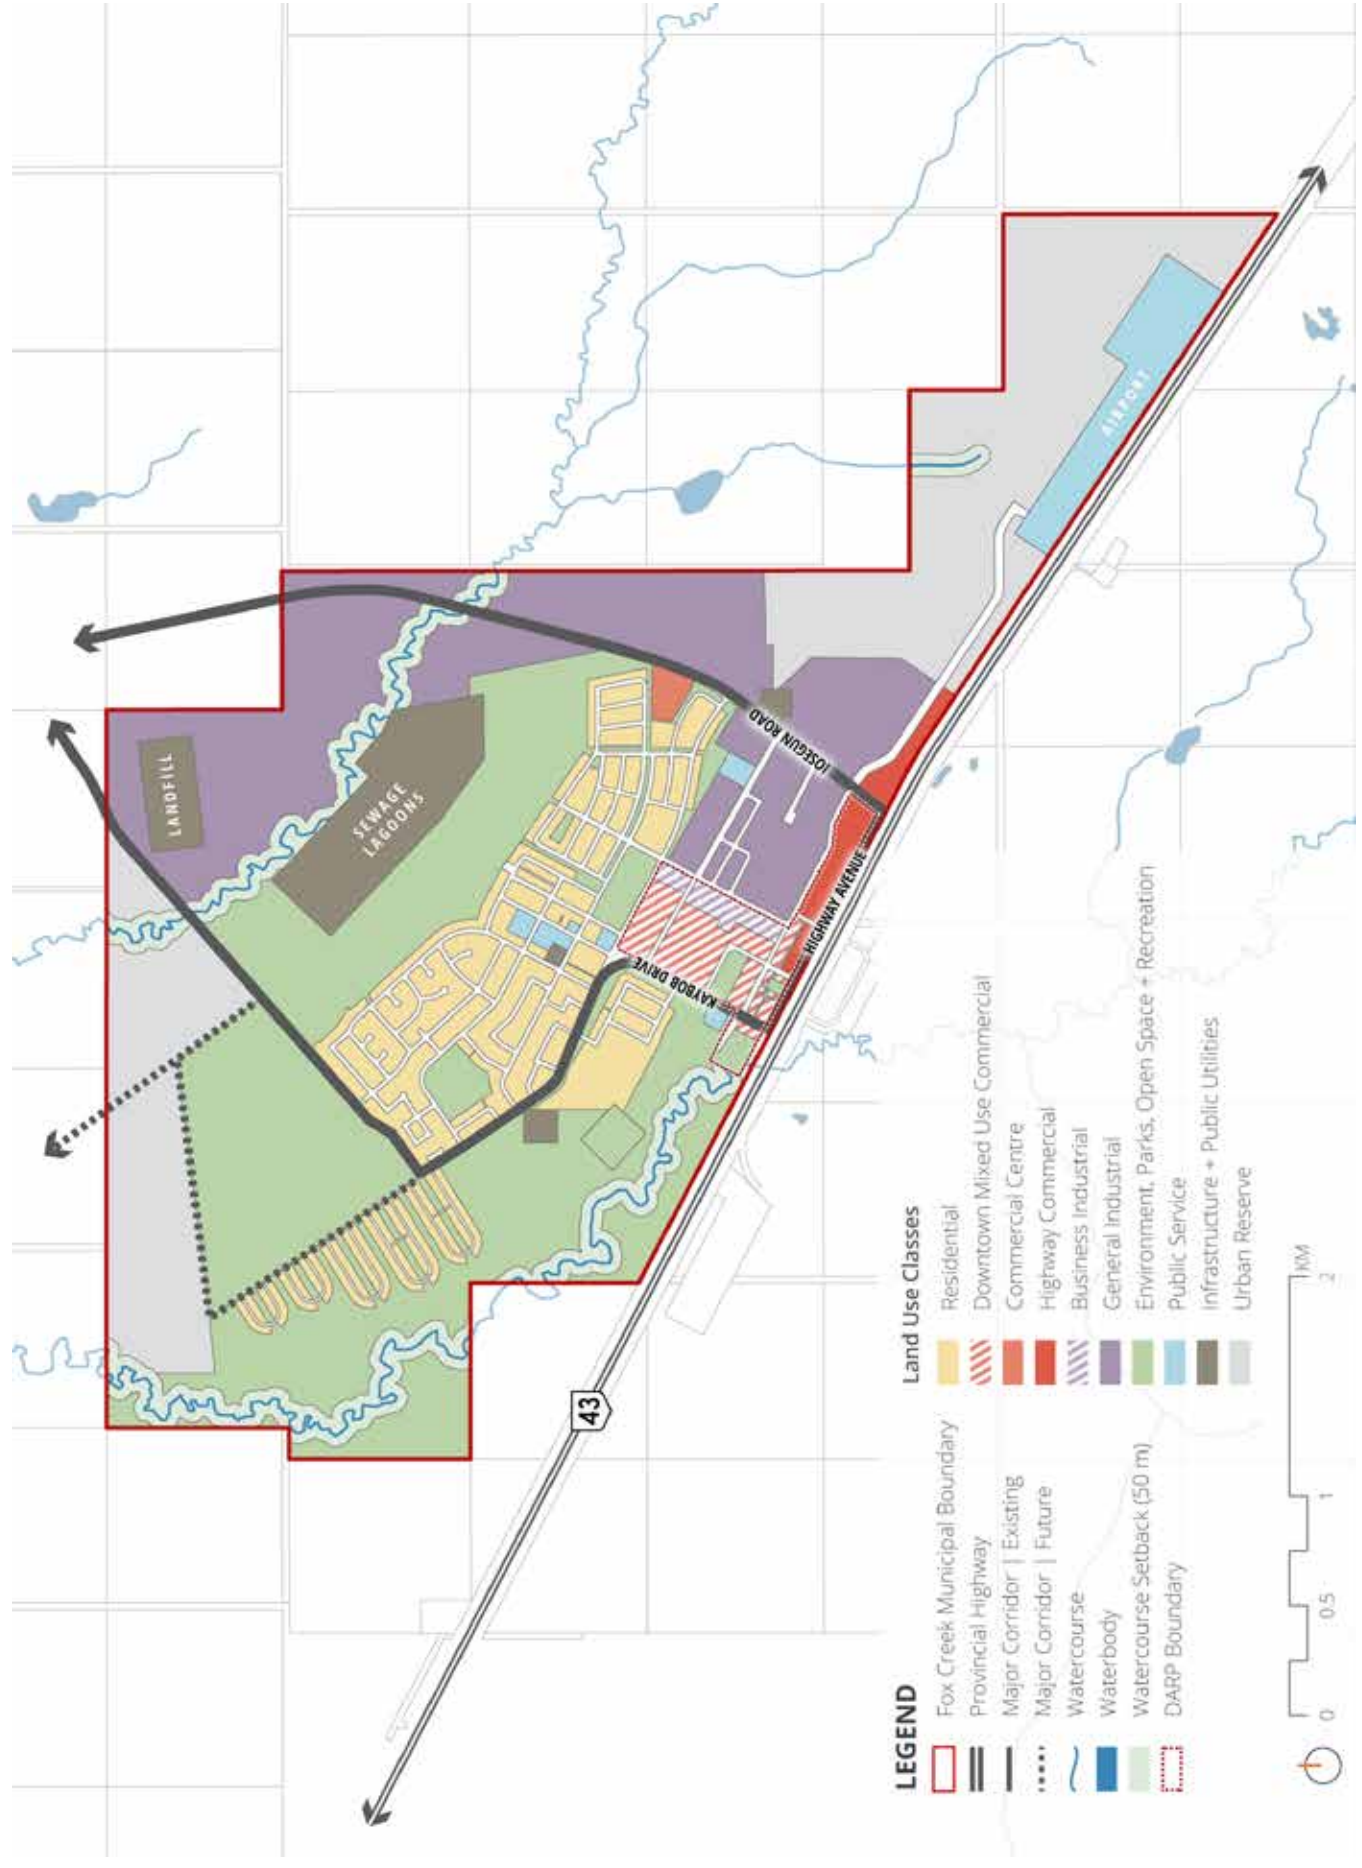 LANDFILL
SEWAGE
LAGOONS
IOSEGUN ROAD
KAYBOB DRIVE
HIGHWAY AVENUE
AIRPORT
43
LEGEND
Fox Creek Municipal Boundary
Provincial Highway
Major Corridor | Existing
Major Corridor | Future
Watercourse
Waterbody
Watercourse Setback (50 m)
DARP Boundary
Land Use Classes
Residential
Downtown Mixed Use Commercial
Commercial Centre
Highway Commercial
Business Industrial
General Industrial
Environment, Parks, Open Space + Recreation
Public Service
Infrastructure + Public Utilities
Urban Reserve
0 0.5 1 2 KM